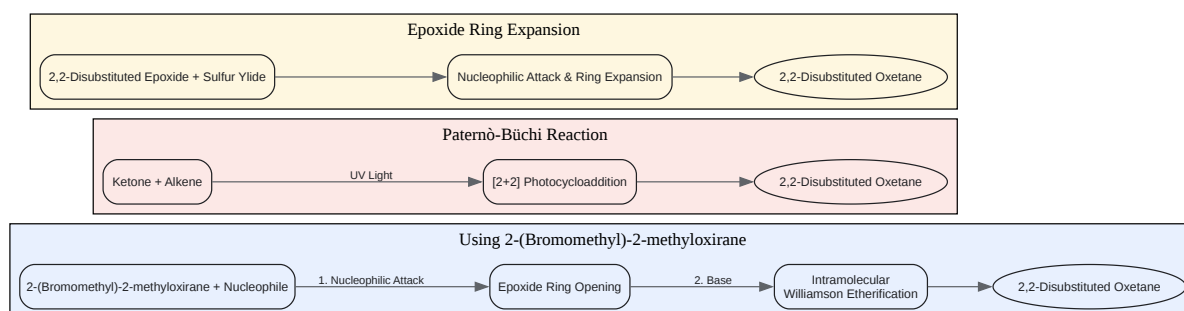 Epoxide Ring Expansion
2,2-Disubstituted Epoxide + Sulfur Ylide
Nucleophilic Attack & Ring Expansion
2,2-Disubstituted Oxetane
Paternò-Büchi Reaction
Ketone + Alkene
UV Light
[2+2] Photocycloaddition
2,2-Disubstituted Oxetane
Using 2-(Bromomethyl)-2-methyloxirane
2-(Bromomethyl)-2-methyloxirane + Nucleophile
1. Nucleophilic Attack
Epoxide Ring Opening
2. Base
Intramolecular
Williamson Etherification
2,2-Disubstituted Oxetane